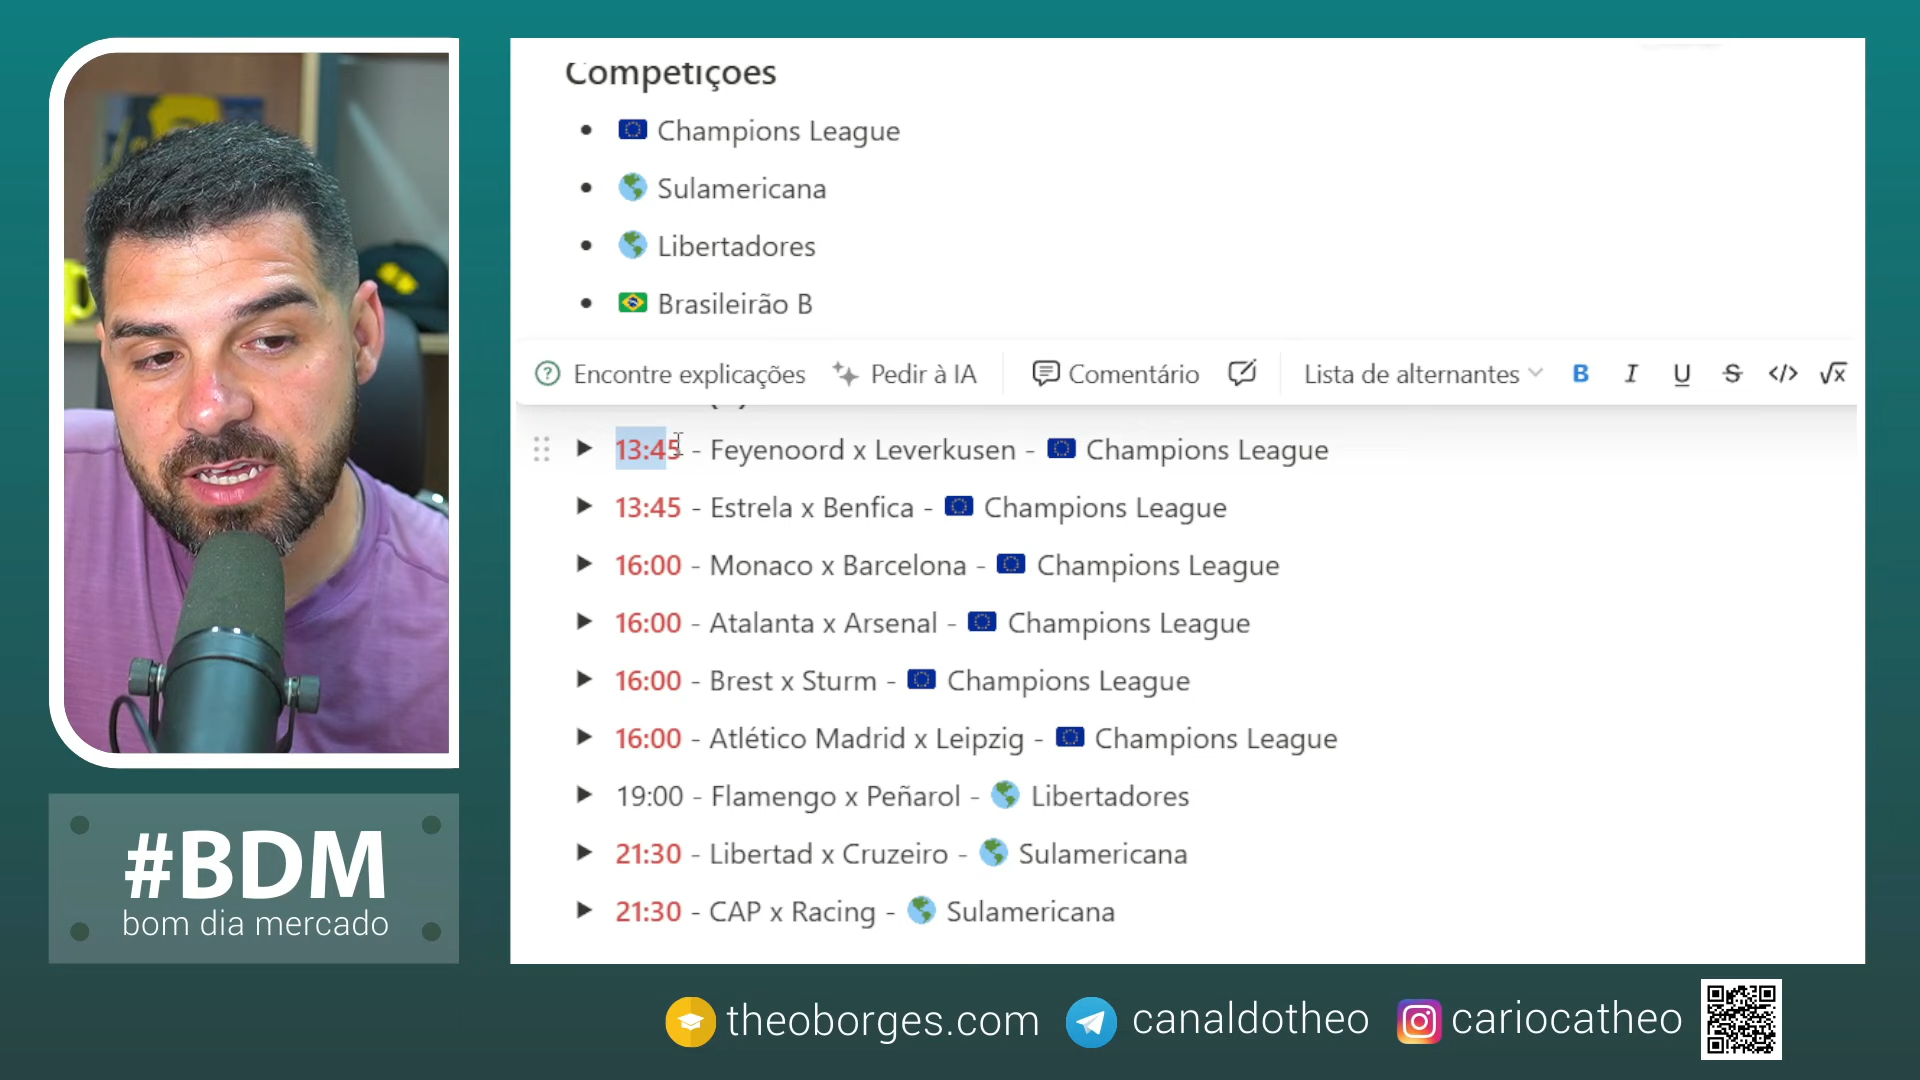 Competições
Champions League
Sulamericana
Libertadores
Brasileirão B
Encontre explicações Pedir à IA Comentário Lista de alternantes B I U S </> √x
13:45 - Feyenoord x Leverkusen - Champions League
13:45 - Estrela x Benfica - Champions League
16:00 - Monaco x Barcelona - Champions League
16:00 - Atalanta x Arsenal - Champions League
16:00 - Brest x Sturm - Champions League
16:00 - Atlético Madrid x Leipzig - Champions League
19:00 - Flamengo x Peñarol - Libertadores
21:30 - Libertad x Cruzeiro - Sulamericana
21:30 - CAP x Racing - Sulamericana
#BDM
bom dia mercado
theoborges.com canaldotheo cariocatheo